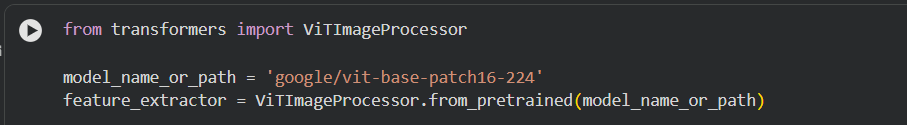 from transformers import ViTImageProcessor
model_name_or_path = 'google/vit-base-patch16-224'
feature_extractor = ViTImageProcessor.from_pretrained(model_name_or_path)